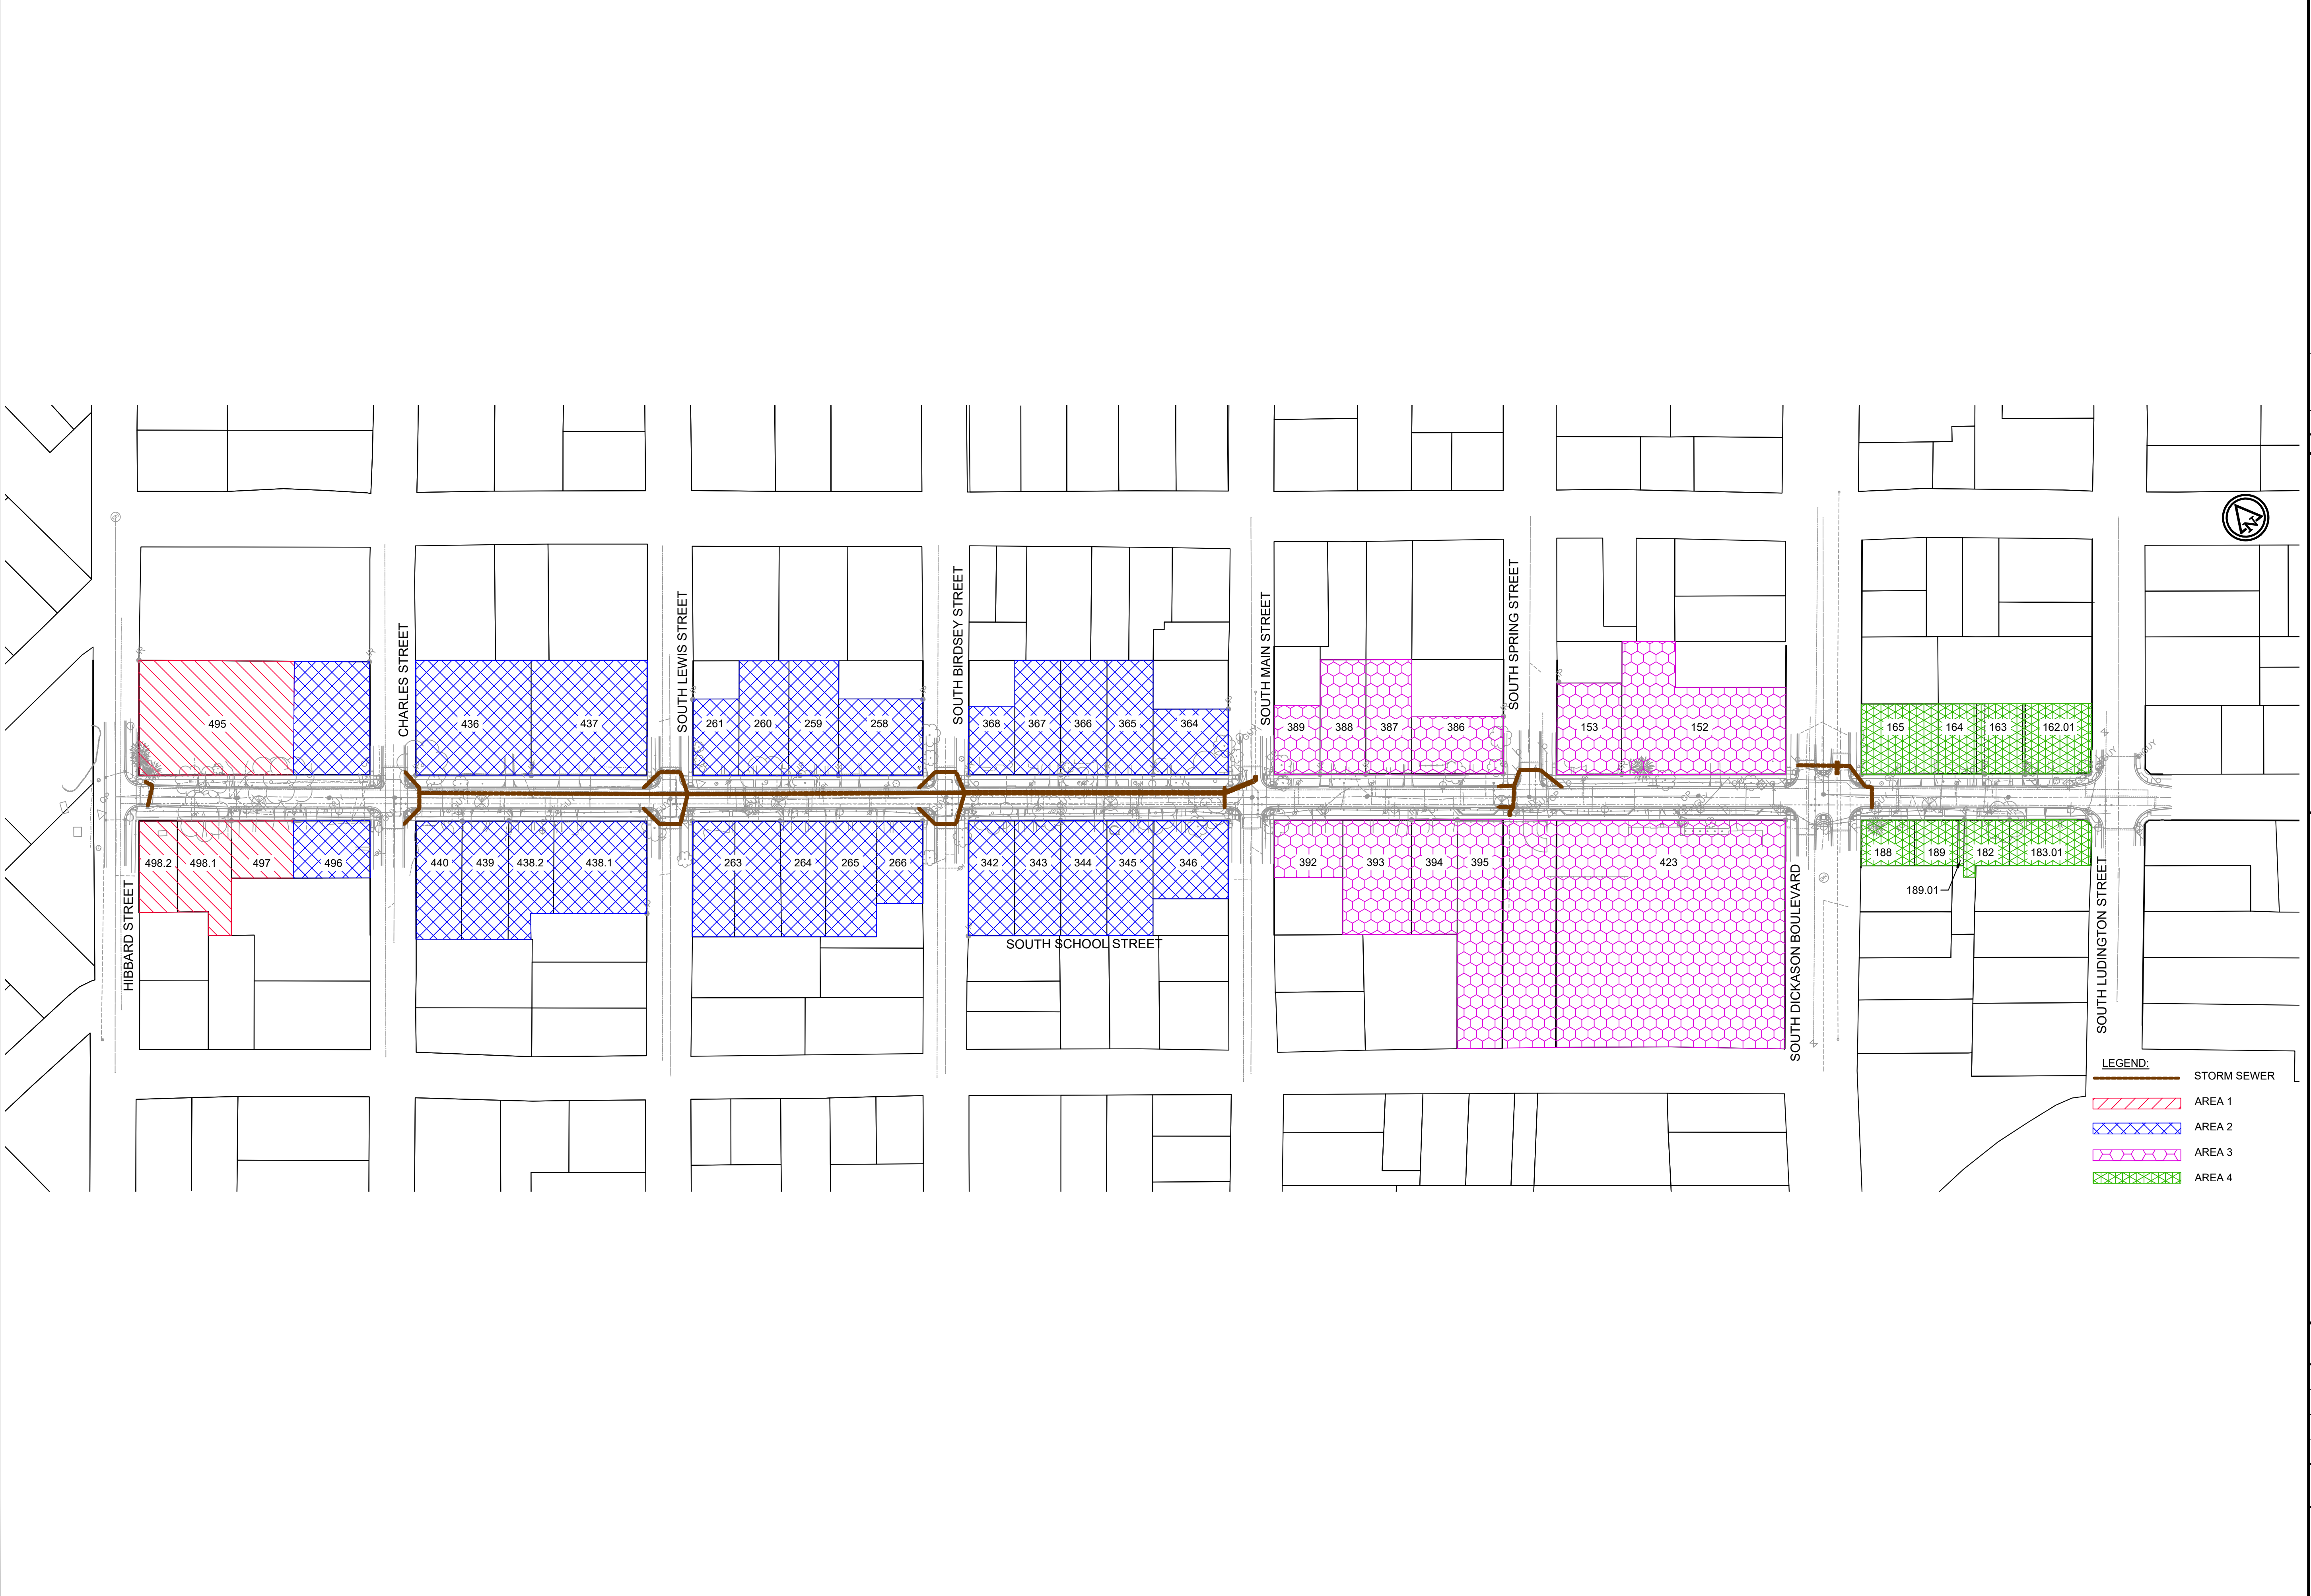 N
CHARLES STREET
SOUTH LEWIS STREET
SOUTH BIRDSEY STREET
SOUTH MAIN STREET
SOUTH SPRING STREET
495
436
437
261
260
259
258
368
367
366
365
364
389
388
387
386
153
152
165
164
163
162.01
GUY
GUY
GUY
498.2
498.1
497
496
440
439
438.2
438.1
263
264
265
266
342
343
344
345
346
392
393
394
395
423
188
189
182
183.01
189.01
HIBBARD STREET
SOUTH SCHOOL STREET
SOUTH DICKASON BOULEVARD
SOUTH LUDINGTON STREET
LEGEND:
STORM SEWER
AREA 1
AREA 2
AREA 3
AREA 4